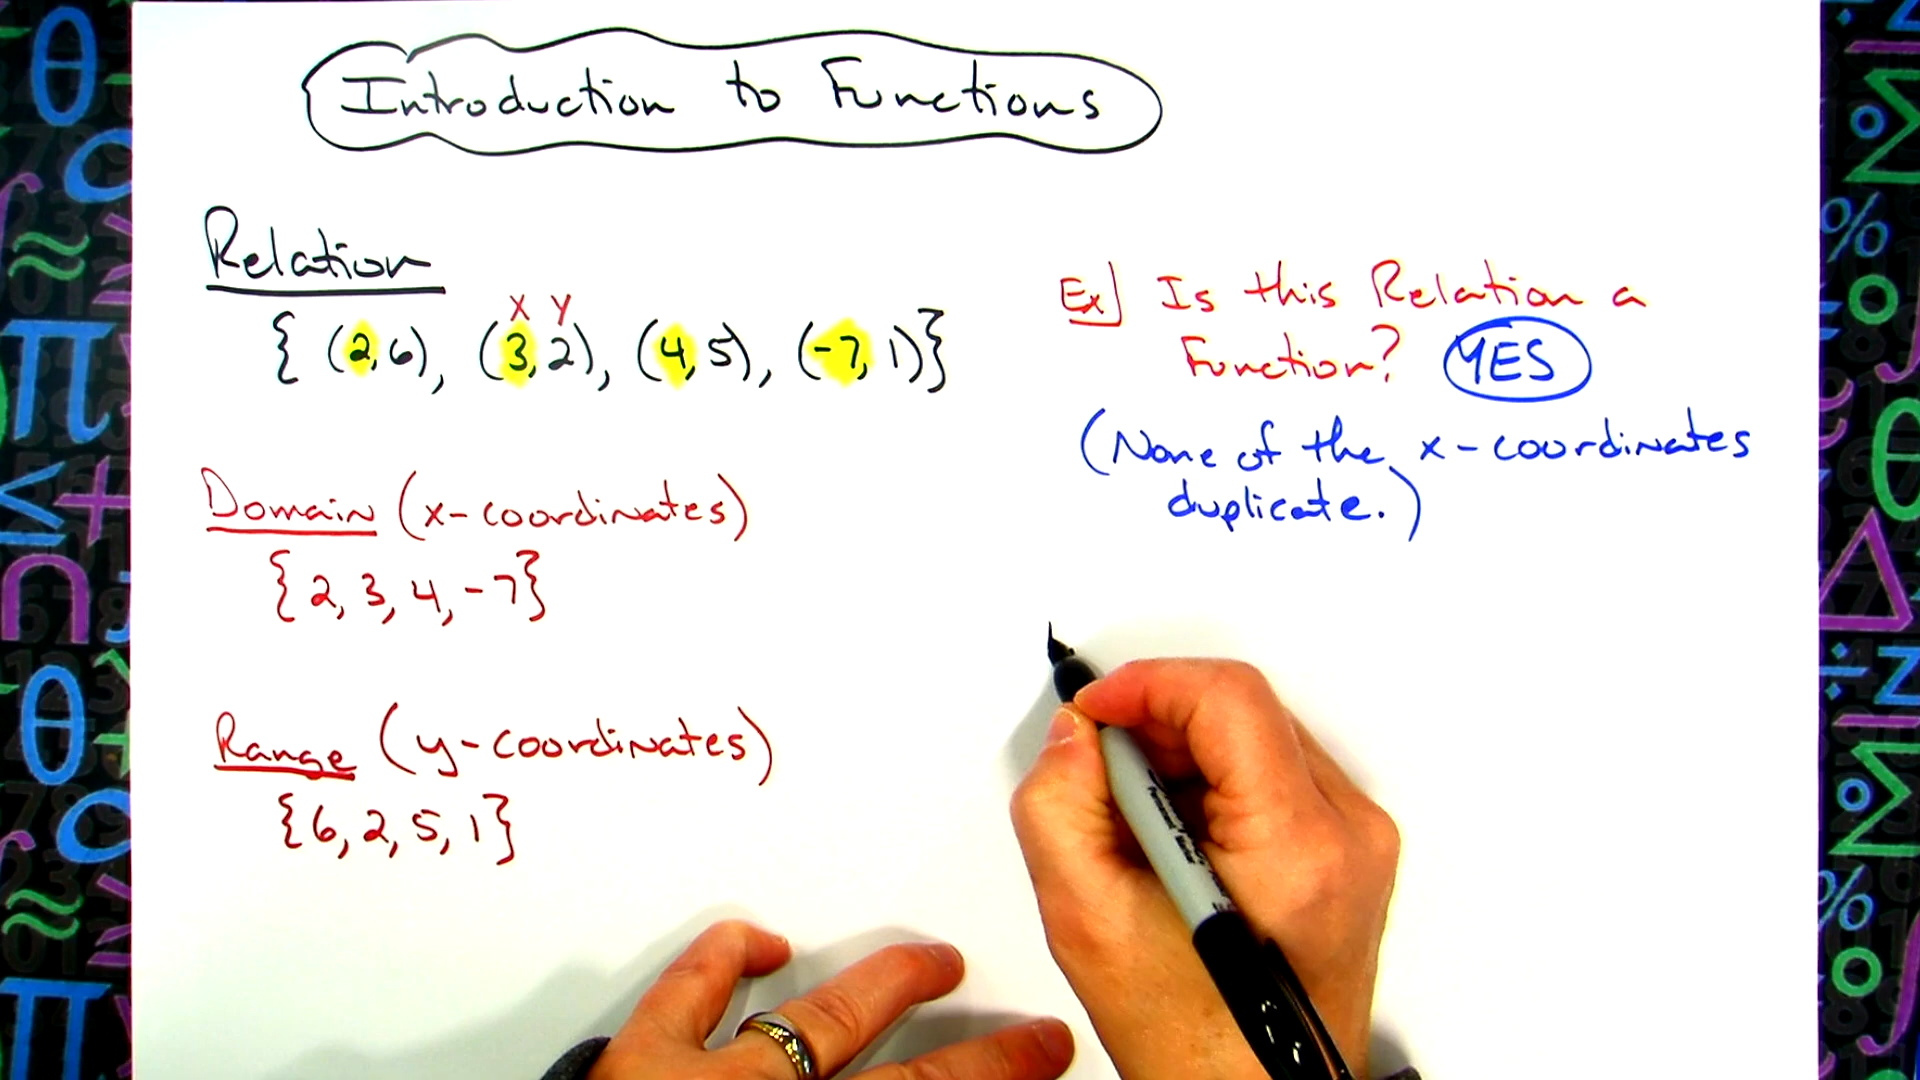 Introduction to Functions
Relation
X Y
{ (2,6), (3,2), (4,5), (-7,1)}
Domain (x-coordinates)
{2, 3, 4, -7}
Range (y-coordinates)
{6, 2, 5, 1}
Ex] Is this Relation a
Function? YES
(None of the x-coordinates
duplicate.)